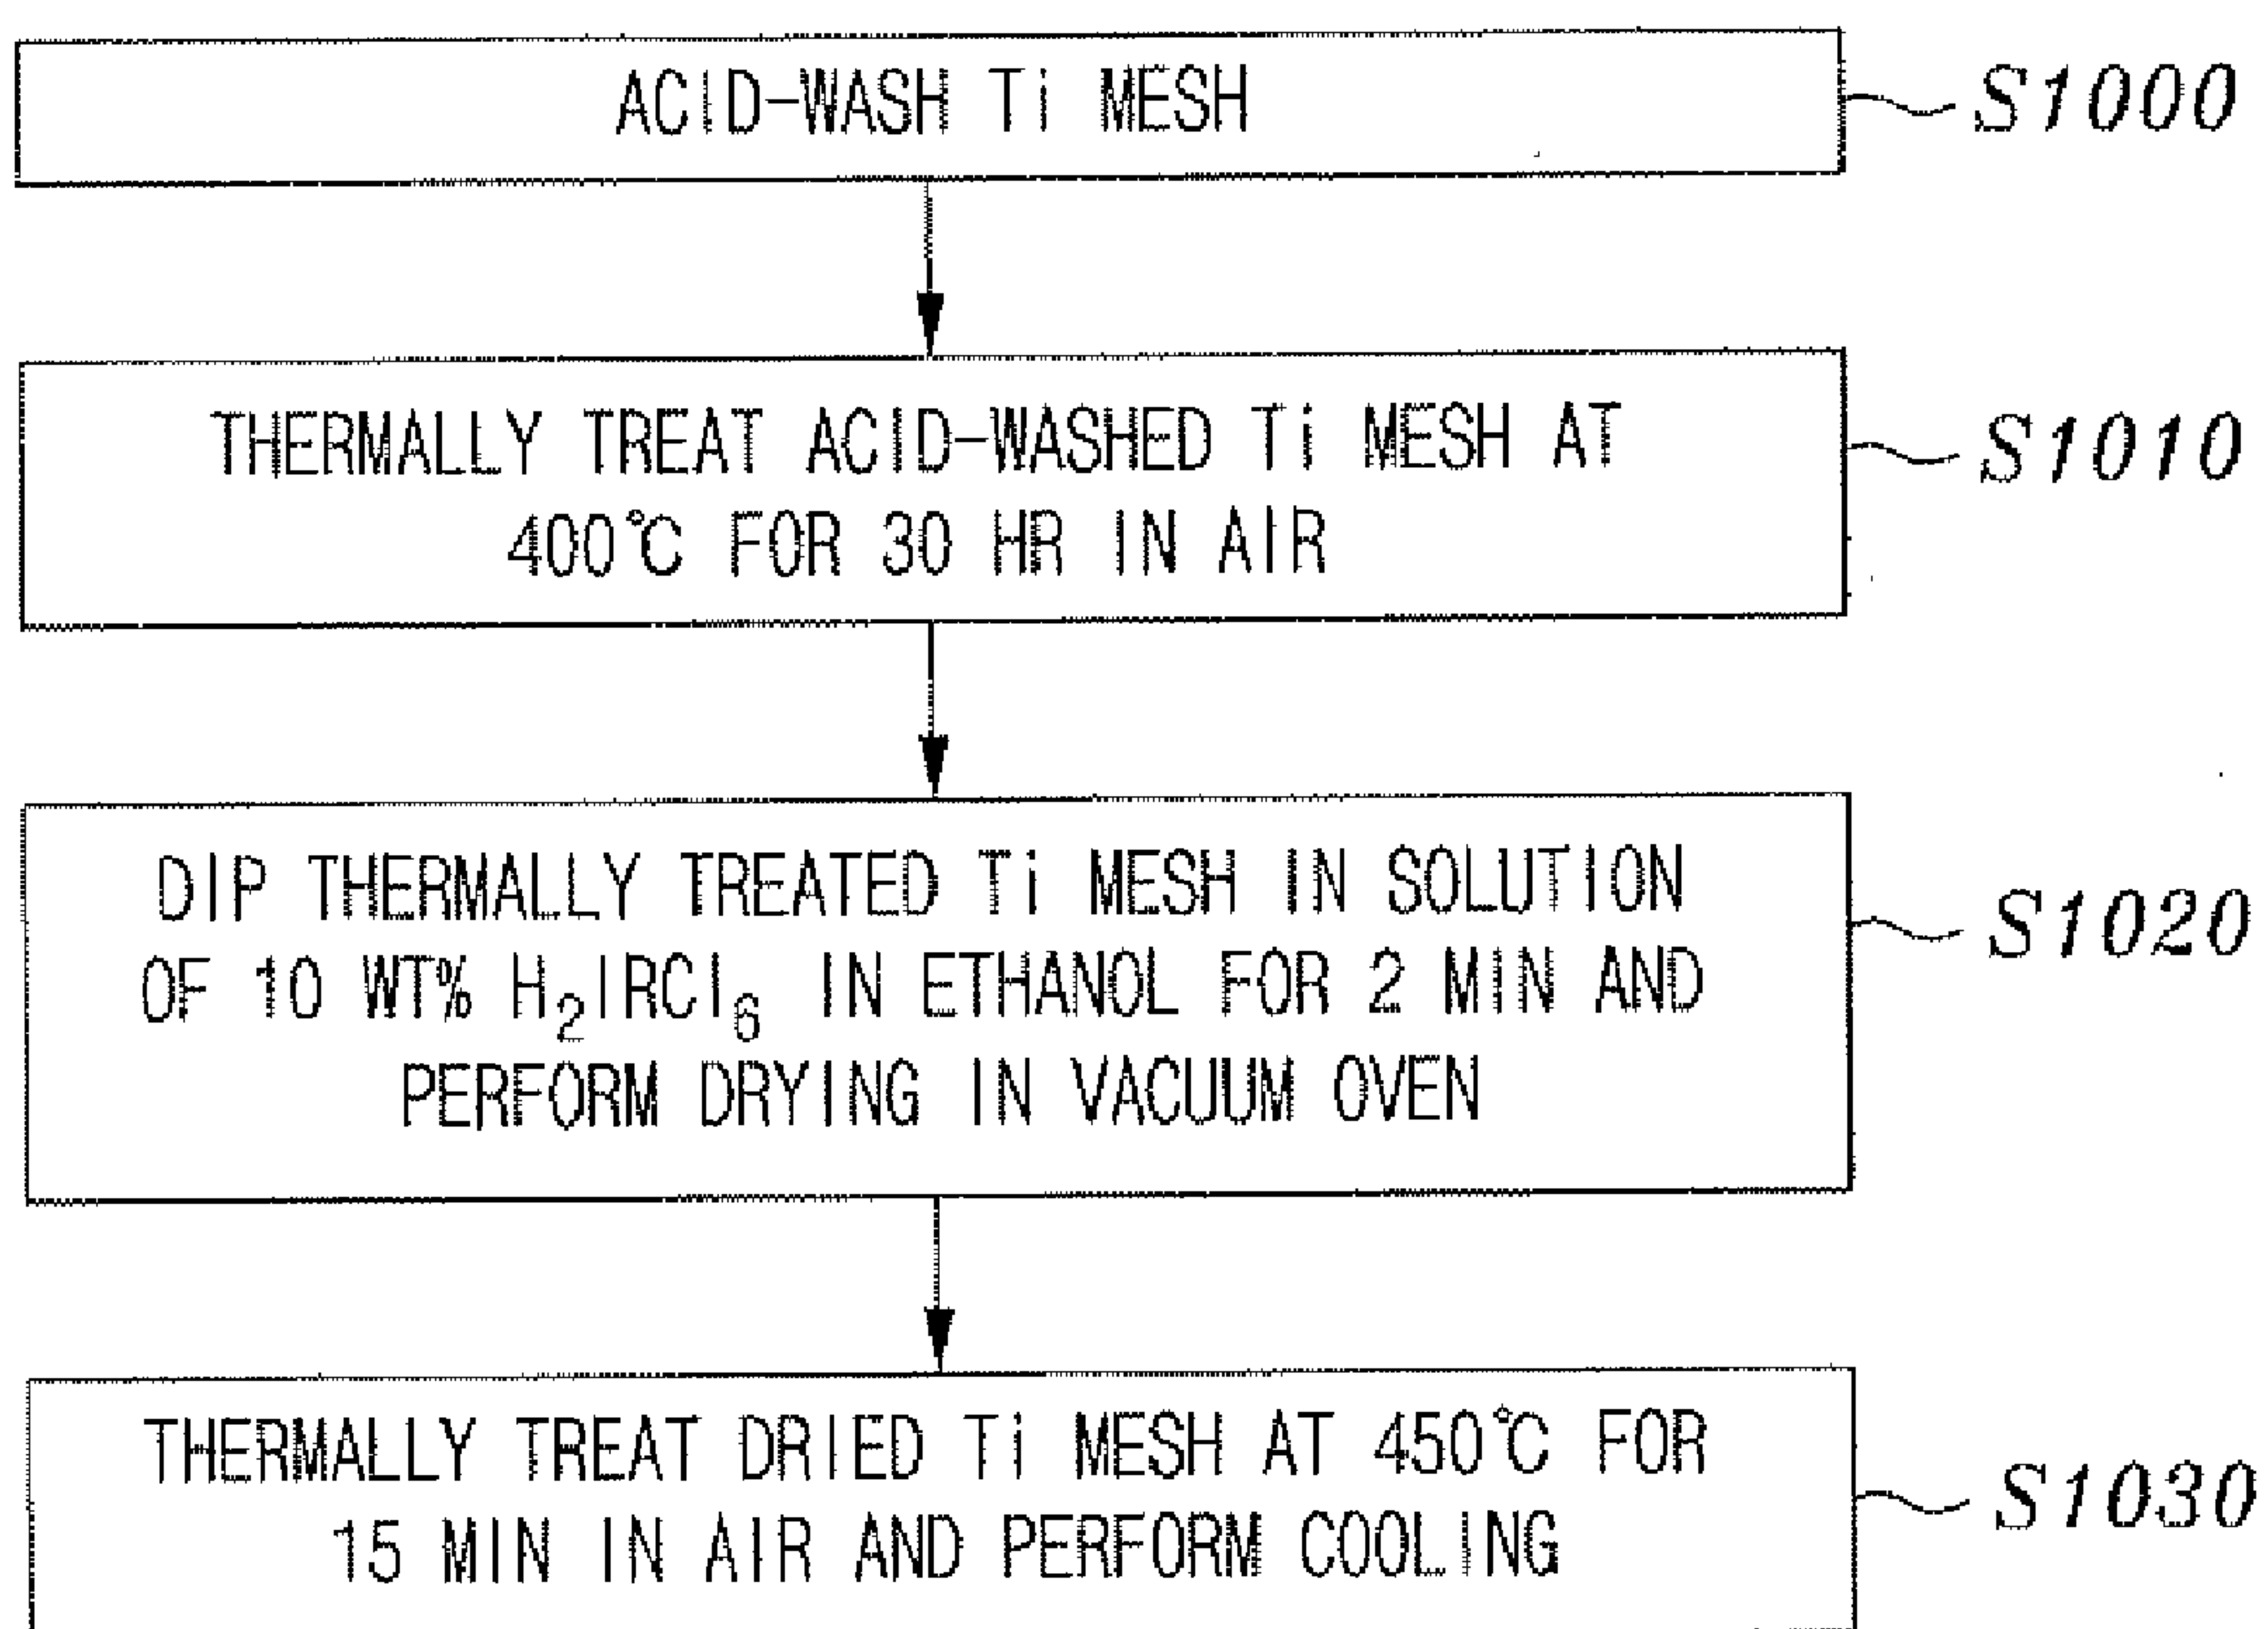 ACID-WASH Ti MESH
S1000
THERMALLY TREAT ACID-WASHED Ti MESH AT
400℃ FOR 30 HR IN AIR
S1010
DIP THERMALLY TREATED Ti MESH IN SOLUTION
OF 10 WT% H₂IRCl₆ IN ETHANOL FOR 2 MIN AND
PERFORM DRYING IN VACUUM OVEN
S1020
THERMALLY TREAT DRIED Ti MESH AT 450℃ FOR
15 MIN IN AIR AND PERFORM COOLING
S1030